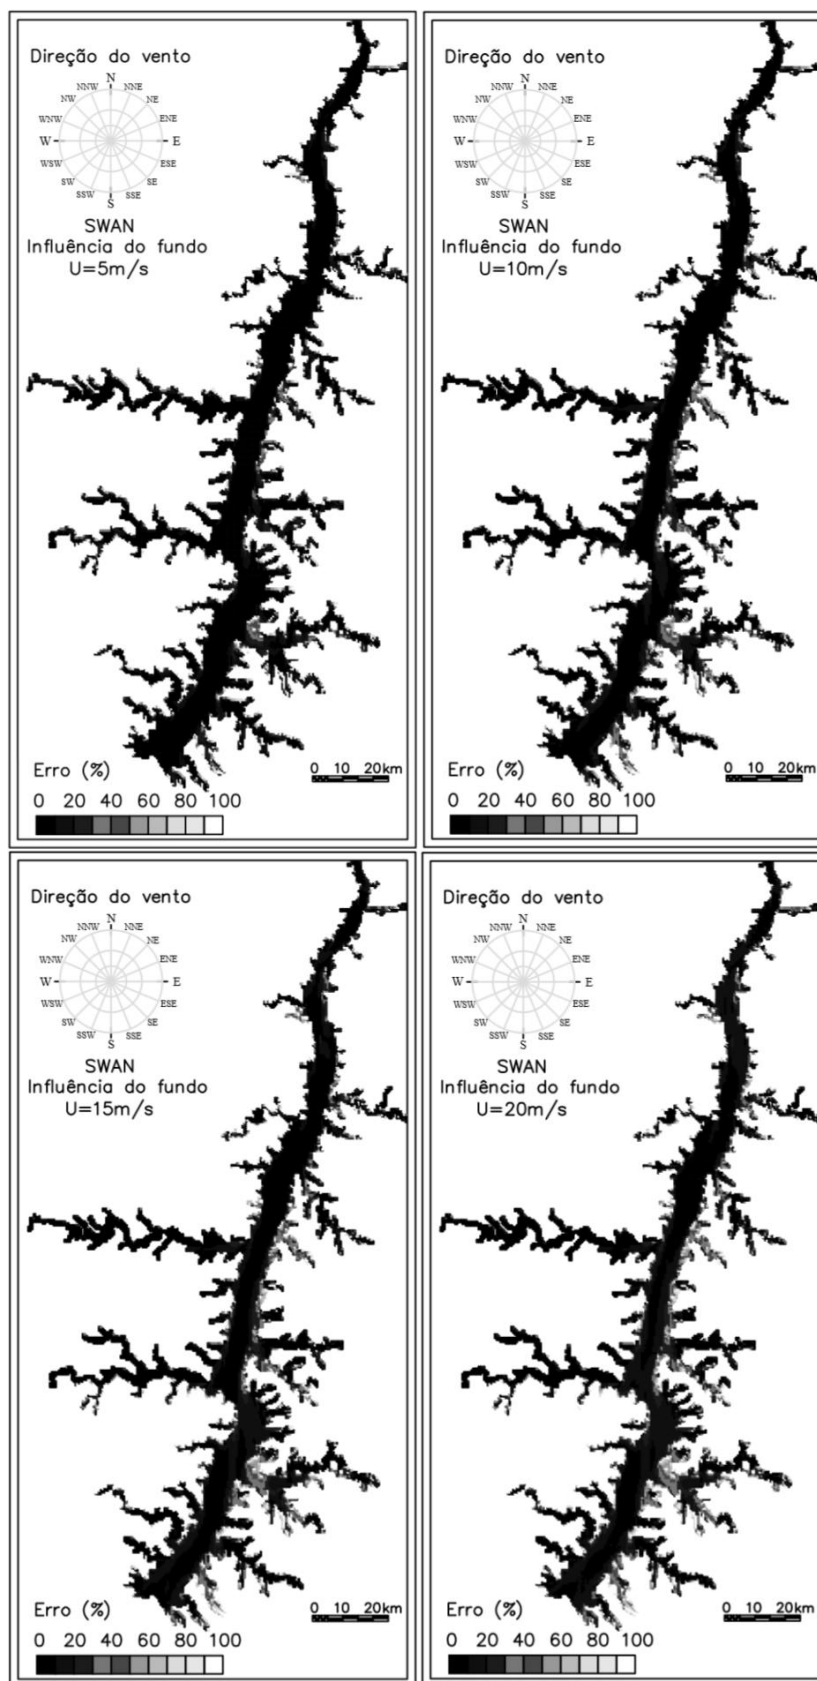 Direção do vento
N
NNW NNE
NW NE
WNW ENE
W E
WSW ESE
SW SE
SSW SSE
S
SWAN
Influência do fundo
U=5m/s
Erro (%)
0 10 20km
0 20 40 60 80 100
Direção do vento
N
NNW NNE
NW NE
WNW ENE
W E
WSW ESE
SW SE
SSW SSE
S
SWAN
Influência do fundo
U=10m/s
Erro (%)
0 10 20km
0 20 40 60 80 100
Direção do vento
N
NNW NNE
NW NE
WNW ENE
W E
WSW ESE
SW SE
SSW SSE
S
SWAN
Influência do fundo
U=15m/s
Erro (%)
0 10 20km
0 20 40 60 80 100
Direção do vento
N
NNW NNE
NW NE
WNW ENE
W E
WSW ESE
SW SE
SSW SSE
S
SWAN
Influência do fundo
U=20m/s
Erro (%)
0 10 20km
0 20 40 60 80 100